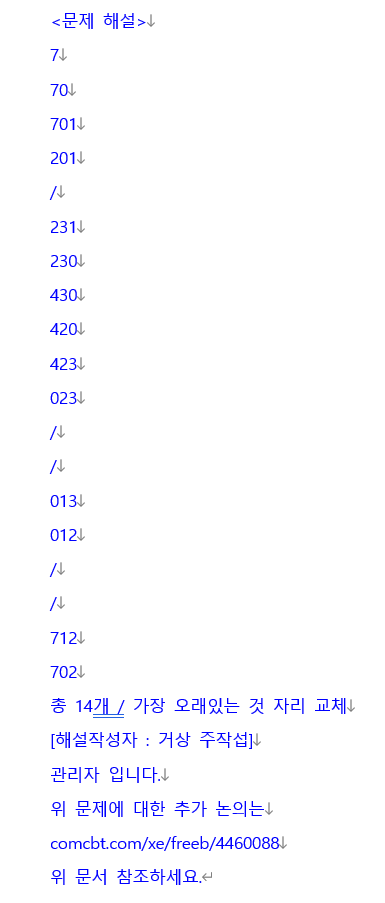 <문제 해설>
7
70
701
201
/
231
230
430
420
423
023
/
/
013
012
/
/
712
702
총 14개 / 가장 오래있는 것 자리 교체
[해설작성자 : 거상 주작섭]
관리자 입니다.
위 문제에 대한 추가 논의는
comcbt.com/xe/freeb/4460088
위 문서 참조하세요.